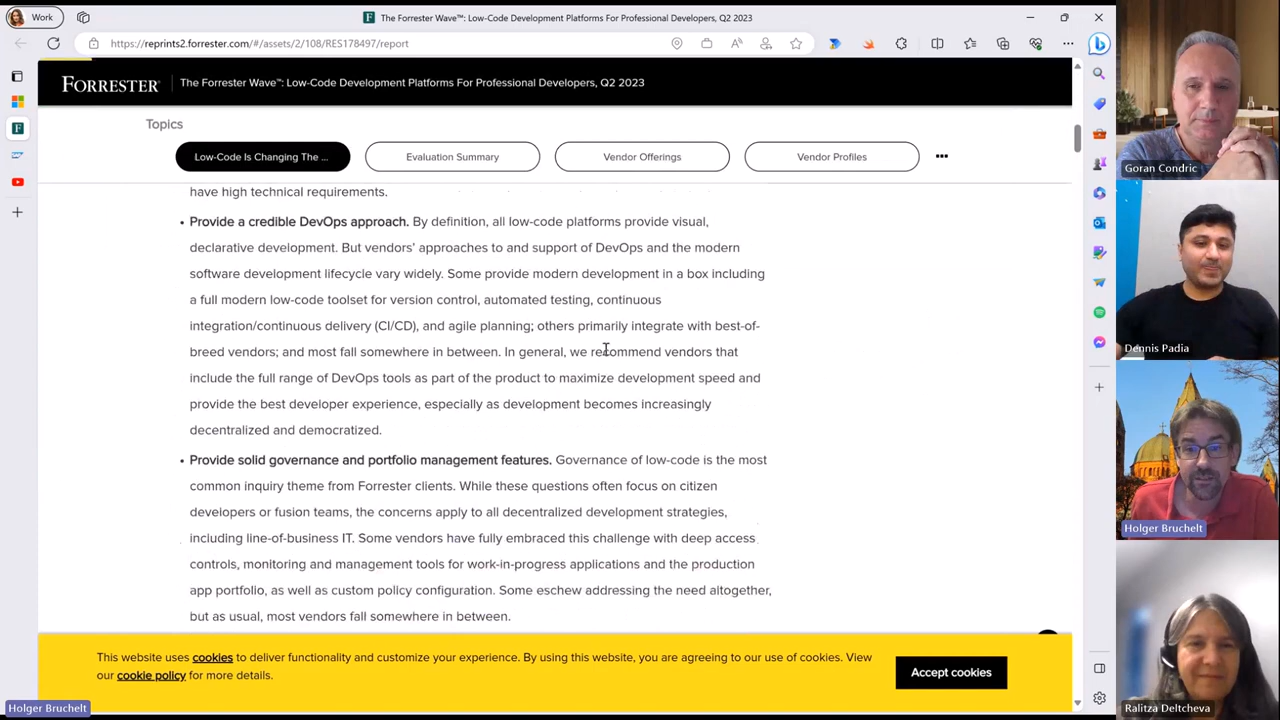 Work
The Forrester Wave™: Low-Code Development Platforms For Professional Developers, Q2 2023
https://reprints2.forrester.com/#/assets/2/108/RES178497/report
FORRESTER®
The Forrester Wave™: Low-Code Development Platforms For Professional Developers, Q2 2023
Topics
Low-Code Is Changing The ...
Evaluation Summary
Vendor Offerings
Vendor Profiles
have high technical requirements.
• Provide a credible DevOps approach. By definition, all low-code platforms provide visual,
declarative development. But vendors’ approaches to and support of DevOps and the modern
software development lifecycle vary widely. Some provide modern development in a box including
a full modern low-code toolset for version control, automated testing, continuous
integration/continuous delivery (CI/CD), and agile planning; others primarily integrate with best-of-
breed vendors; and most fall somewhere in between. In general, we recommend vendors that
include the full range of DevOps tools as part of the product to maximize development speed and
provide the best developer experience, especially as development becomes increasingly
decentralized and democratized.
• Provide solid governance and portfolio management features. Governance of low-code is the most
common inquiry theme from Forrester clients. While these questions often focus on citizen
developers or fusion teams, the concerns apply to all decentralized development strategies,
including line-of-business IT. Some vendors have fully embraced this challenge with deep access
controls, monitoring and management tools for work-in-progress applications and the production
app portfolio, as well as custom policy configuration. Some eschew addressing the need altogether,
but as usual, most vendors fall somewhere in between.
This website uses cookies to deliver functionality and customize your experience. By using this website, you are agreeing to our use of cookies. View
our cookie policy for more details.
Accept cookies
Holger Bruchelt
Goran Condric
Dennis Padia
Holger Bruchelt
Ralitza Deltcheva